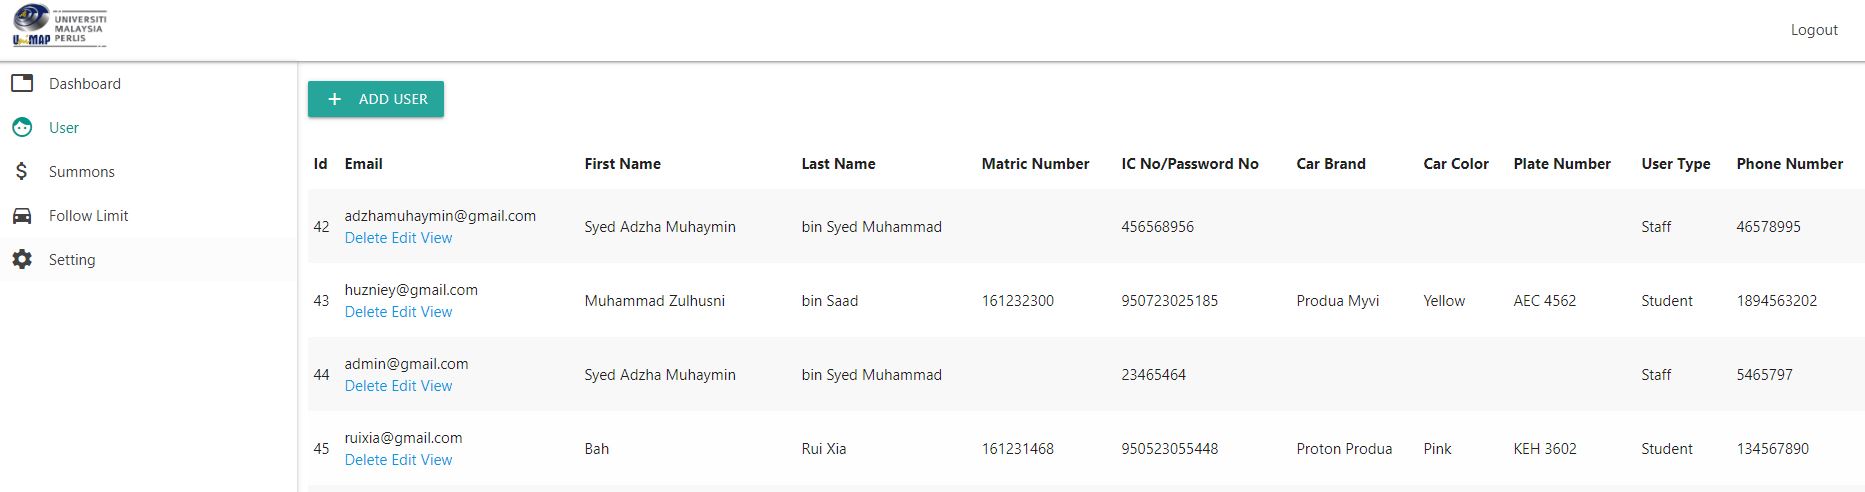 UNIVERSITI
MALAYSIA
PERLIS
UniMAP
Logout
Dashboard
User
Summons
Follow Limit
Setting
ADD USER
Id Email First Name Last Name Matric Number IC No/Password No Car Brand Car Color Plate Number User Type Phone Number
42 adzhamuhaymin@gmail.com Syed Adzha Muhaymin bin Syed Muhammad 456568956 Staff 46578995
Delete Edit View
43 huzniey@gmail.com Muhammad Zulhusni bin Saad 161232300 950723025185 Produa Myvi Yellow AEC 4562 Student 1894563202
Delete Edit View
44 admin@gmail.com Syed Adzha Muhaymin bin Syed Muhammad 23465464 Staff 5465797
Delete Edit View
45 ruixia@gmail.com Bah Rui Xia 161231468 950523055448 Proton Produa Pink KEH 3602 Student 134567890
Delete Edit View